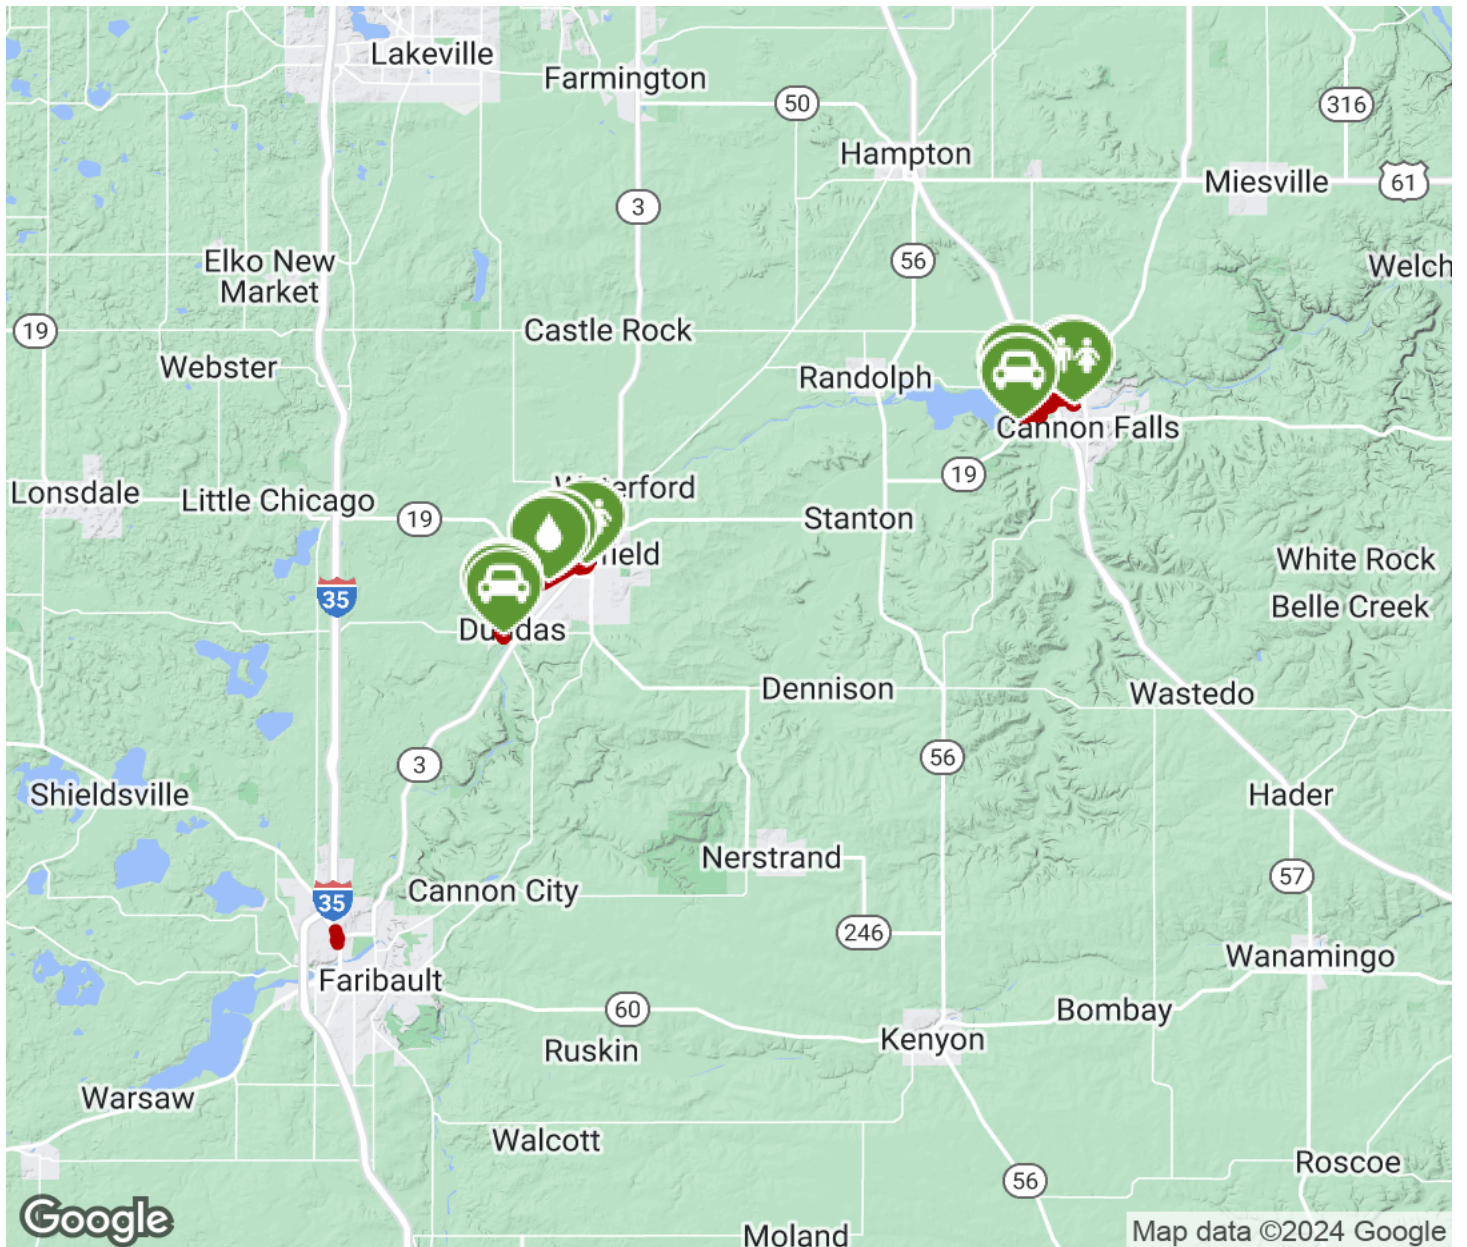 Lakeville
Farmington
50
316
Hampton
Miesville
61
3
Elko New
Market
56
Welch
19
Castle Rock
Webster
Randolph
Cannon Falls
19
Lonsdale
Little Chicago
19
Stanton
field
White Rock
35
Belle Creek
Dennison
Wastedo
3
56
Shieldsville
Hader
Nerstrand
57
Cannon City
35
246
Wanamingo
Faribault
60
Bombay
Ruskin
Kenyon
Warsaw
Walcott
Roscoe
56
Google
Moland
Map data ©2024 Google